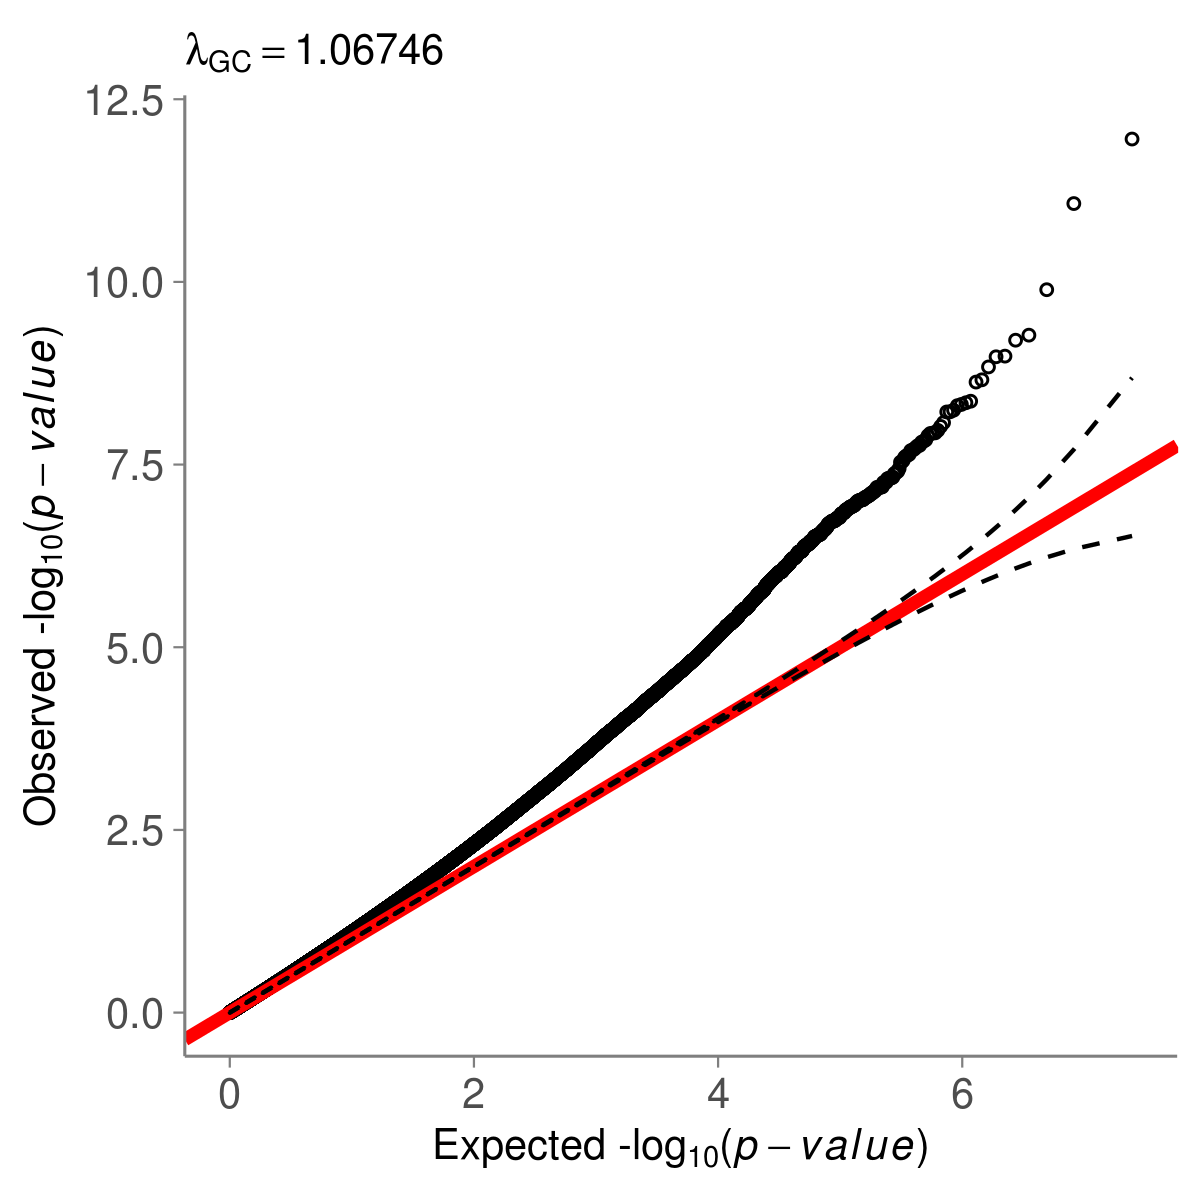 λGC = 1.06746
12.5
10.0
7.5
5.0
2.5
0.0
Observed -log10(p − value)
0 2 4 6
Expected -log10(p − value)